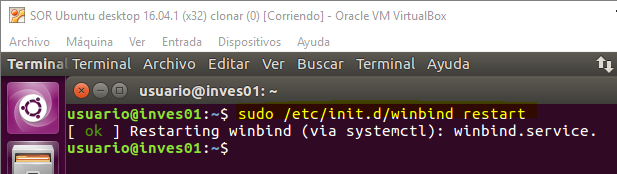 SOR Ubuntu desktop 16.04.1 (x32) clonar (0) [Corriendo] - Oracle VM VirtualBox
Archivo Máquina Ver Entrada Dispositivos Ayuda
Terminal Terminal Archivo Editar Ver Buscar Terminal Ayuda
usuario@inves01: ~
usuario@inves01:~$ sudo /etc/init.d/winbind restart
[ ok ] Restarting winbind (via systemctl): winbind.service.
usuario@inves01:~$